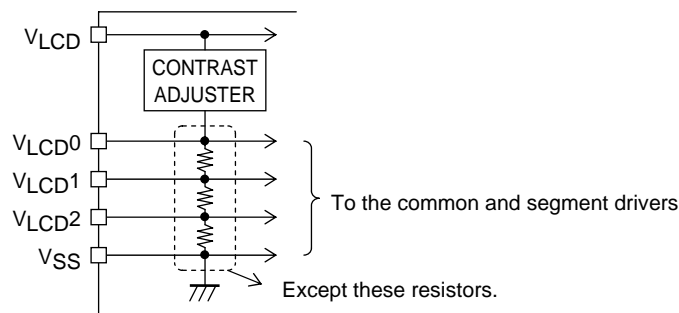 VLCD
CONTRAST
ADJUSTER
VLCD0
VLCD1
VLCD2
VSS
To the common and segment drivers
Except these resistors.